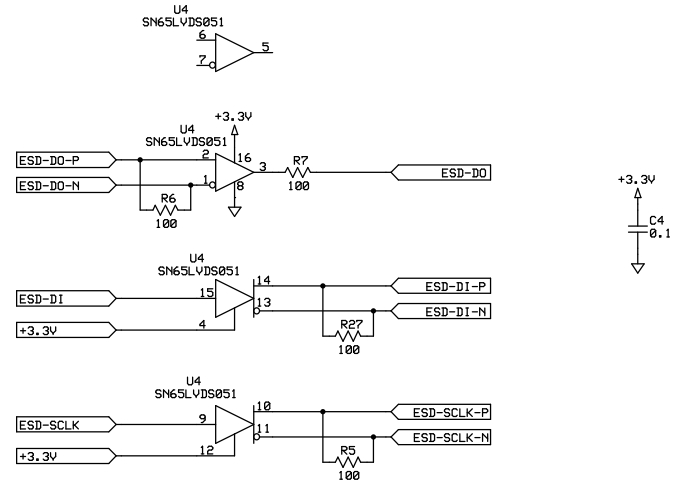 U4
SN65LVDS051
6
5
7
+3.3V
U4
SN65LVDS051
ESD-DO-P
2
16
3
R7
100
ESD-DO
ESD-DO-N
1
8
R6
100
+3.3V
C4
0.1
U4
SN65LVDS051
14
ESD-DI-P
ESD-DI
15
13
ESD-DI-N
+3.3V
4
R27
100
U4
SN65LVDS051
10
ESD-SCLK-P
ESD-SCLK
9
11
ESD-SCLK-N
+3.3V
12
R5
100